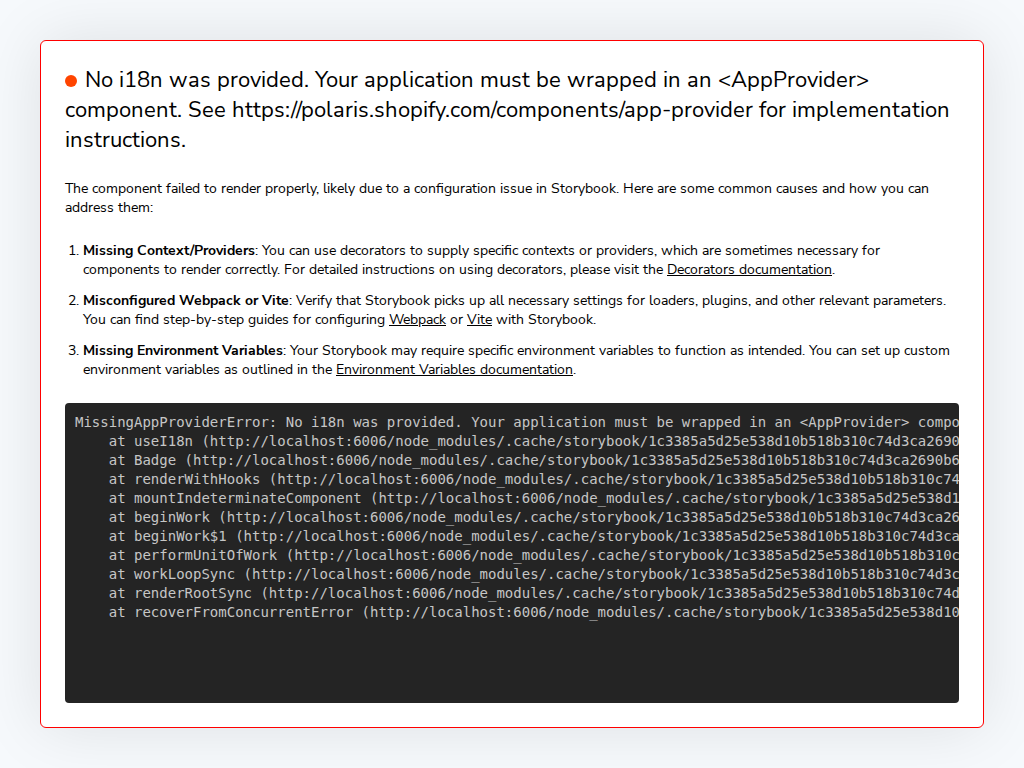 No i18n was provided. Your application must be wrapped in an <AppProvider>
component. See https://polaris.shopify.com/components/app-provider for implementation
instructions.
The component failed to render properly, likely due to a configuration issue in Storybook. Here are some common causes and how you can
address them:
1. Missing Context/Providers: You can use decorators to supply specific contexts or providers, which are sometimes necessary for
components to render correctly. For detailed instructions on using decorators, please visit the Decorators documentation.
2. Misconfigured Webpack or Vite: Verify that Storybook picks up all necessary settings for loaders, plugins, and other relevant parameters.
You can find step-by-step guides for configuring Webpack or Vite with Storybook.
3. Missing Environment Variables: Your Storybook may require specific environment variables to function as intended. You can set up custom
environment variables as outlined in the Environment Variables documentation.
MissingAppProviderError: No i18n was provided. Your application must be wrapped in an <AppProvider> compo
at useI18n (http://localhost:6006/node_modules/.cache/storybook/1c3385a5d25e538d10b518b310c74d3ca2690
at Badge (http://localhost:6006/node_modules/.cache/storybook/1c3385a5d25e538d10b518b310c74d3ca2690b6
at renderWithHooks (http://localhost:6006/node_modules/.cache/storybook/1c3385a5d25e538d10b518b310c74
at mountIndeterminateComponent (http://localhost:6006/node_modules/.cache/storybook/1c3385a5d25e538d1
at beginWork (http://localhost:6006/node_modules/.cache/storybook/1c3385a5d25e538d10b518b310c74d3ca26
at beginWork$1 (http://localhost:6006/node_modules/.cache/storybook/1c3385a5d25e538d10b518b310c74d3ca
at performUnitOfWork (http://localhost:6006/node_modules/.cache/storybook/1c3385a5d25e538d10b518b310c
at workLoopSync (http://localhost:6006/node_modules/.cache/storybook/1c3385a5d25e538d10b518b310c74d3c
at renderRootSync (http://localhost:6006/node_modules/.cache/storybook/1c3385a5d25e538d10b518b310c74d
at recoverFromConcurrentError (http://localhost:6006/node_modules/.cache/storybook/1c3385a5d25e538d10